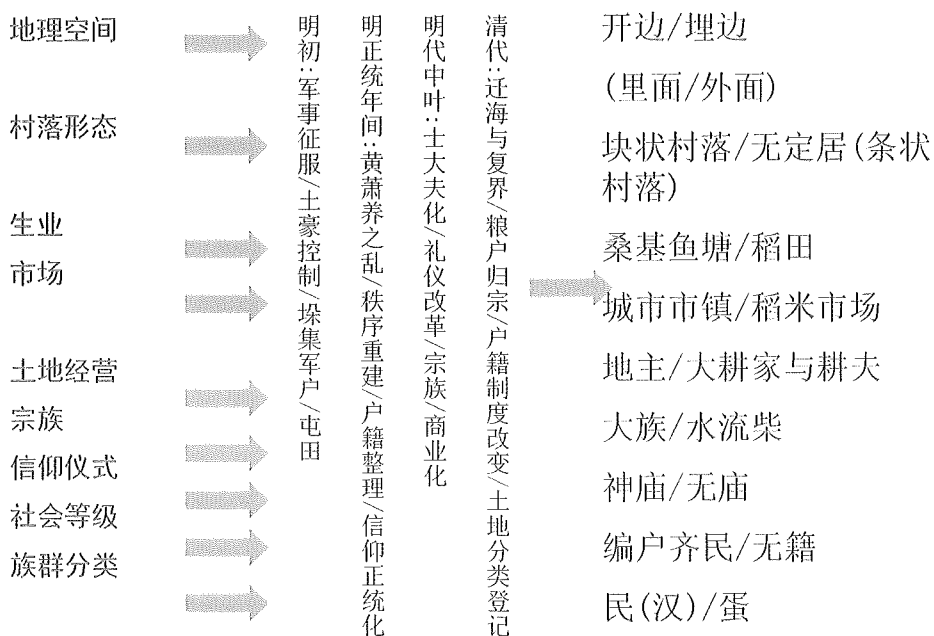 地理空间
村落形态
生业
市场
土地经营
宗族
信仰仪式
社会等级
族群分类
明初:军事征服/土豪控制/垛集军户/屯田
明正统年间:黄萧养之乱/秩序重建/户籍整理/信仰正统化
明代中叶:士大夫化/礼仪改革/宗族/商业化
清代:迁海与复界/粮户归宗/户籍制度改变/土地分类登记
开边/埋边
(里面/外面)
块状村落/无定居(条状
村落)
桑基鱼塘/稻田
城市市镇/稻米市场
地主/大耕家与耕夫
大族/水流柴
神庙/无庙
编户齐民/无籍
民(汉)/蛋